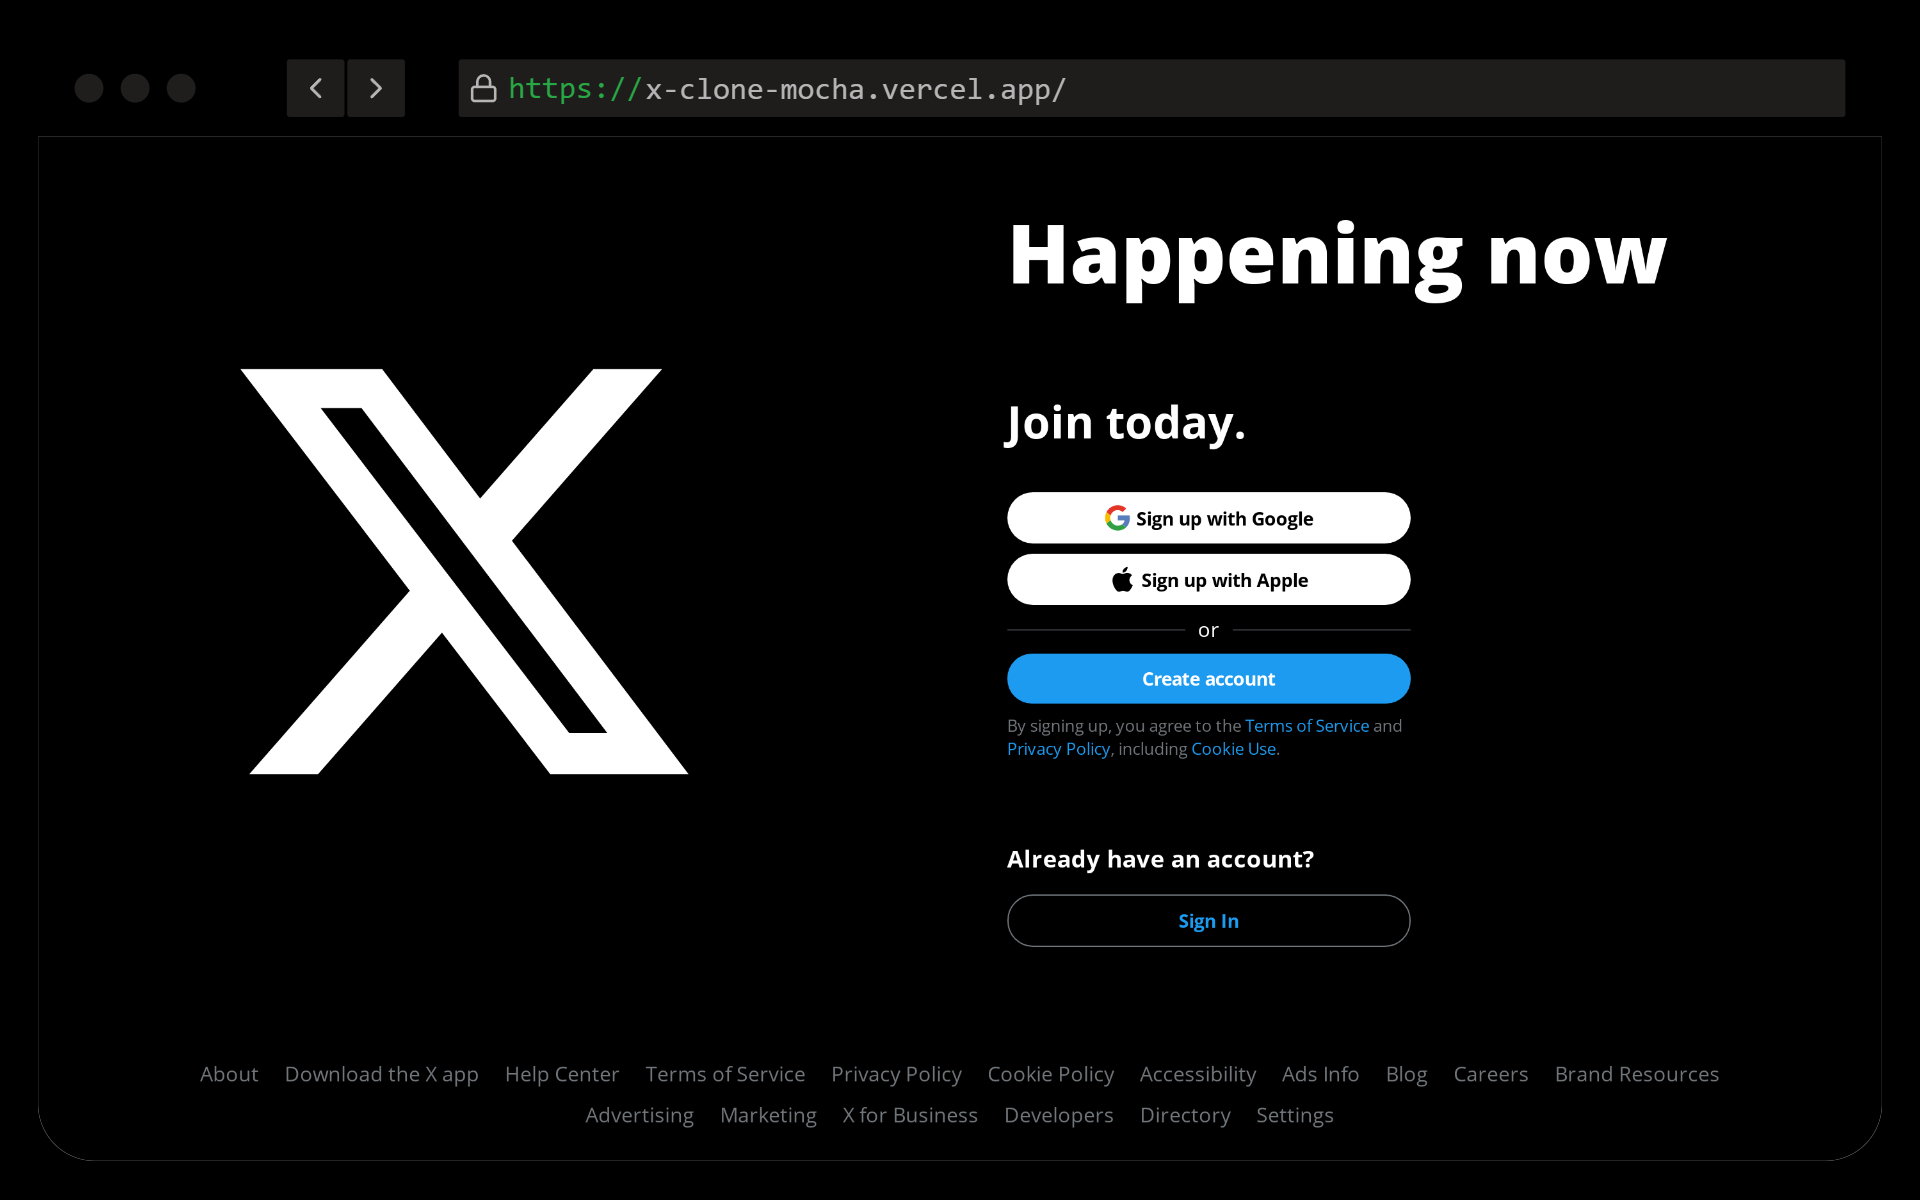 https://x-clone-mocha.vercel.app/
Happening now
Join today.
Sign up with Google
Sign up with Apple
or
Create account
By signing up, you agree to the Terms of Service and
Privacy Policy, including Cookie Use.
Already have an account?
Sign In
About Download the X app Help Center Terms of Service Privacy Policy Cookie Policy Accessibility Ads Info Blog Careers Brand Resources
Advertising Marketing X for Business Developers Directory Settings